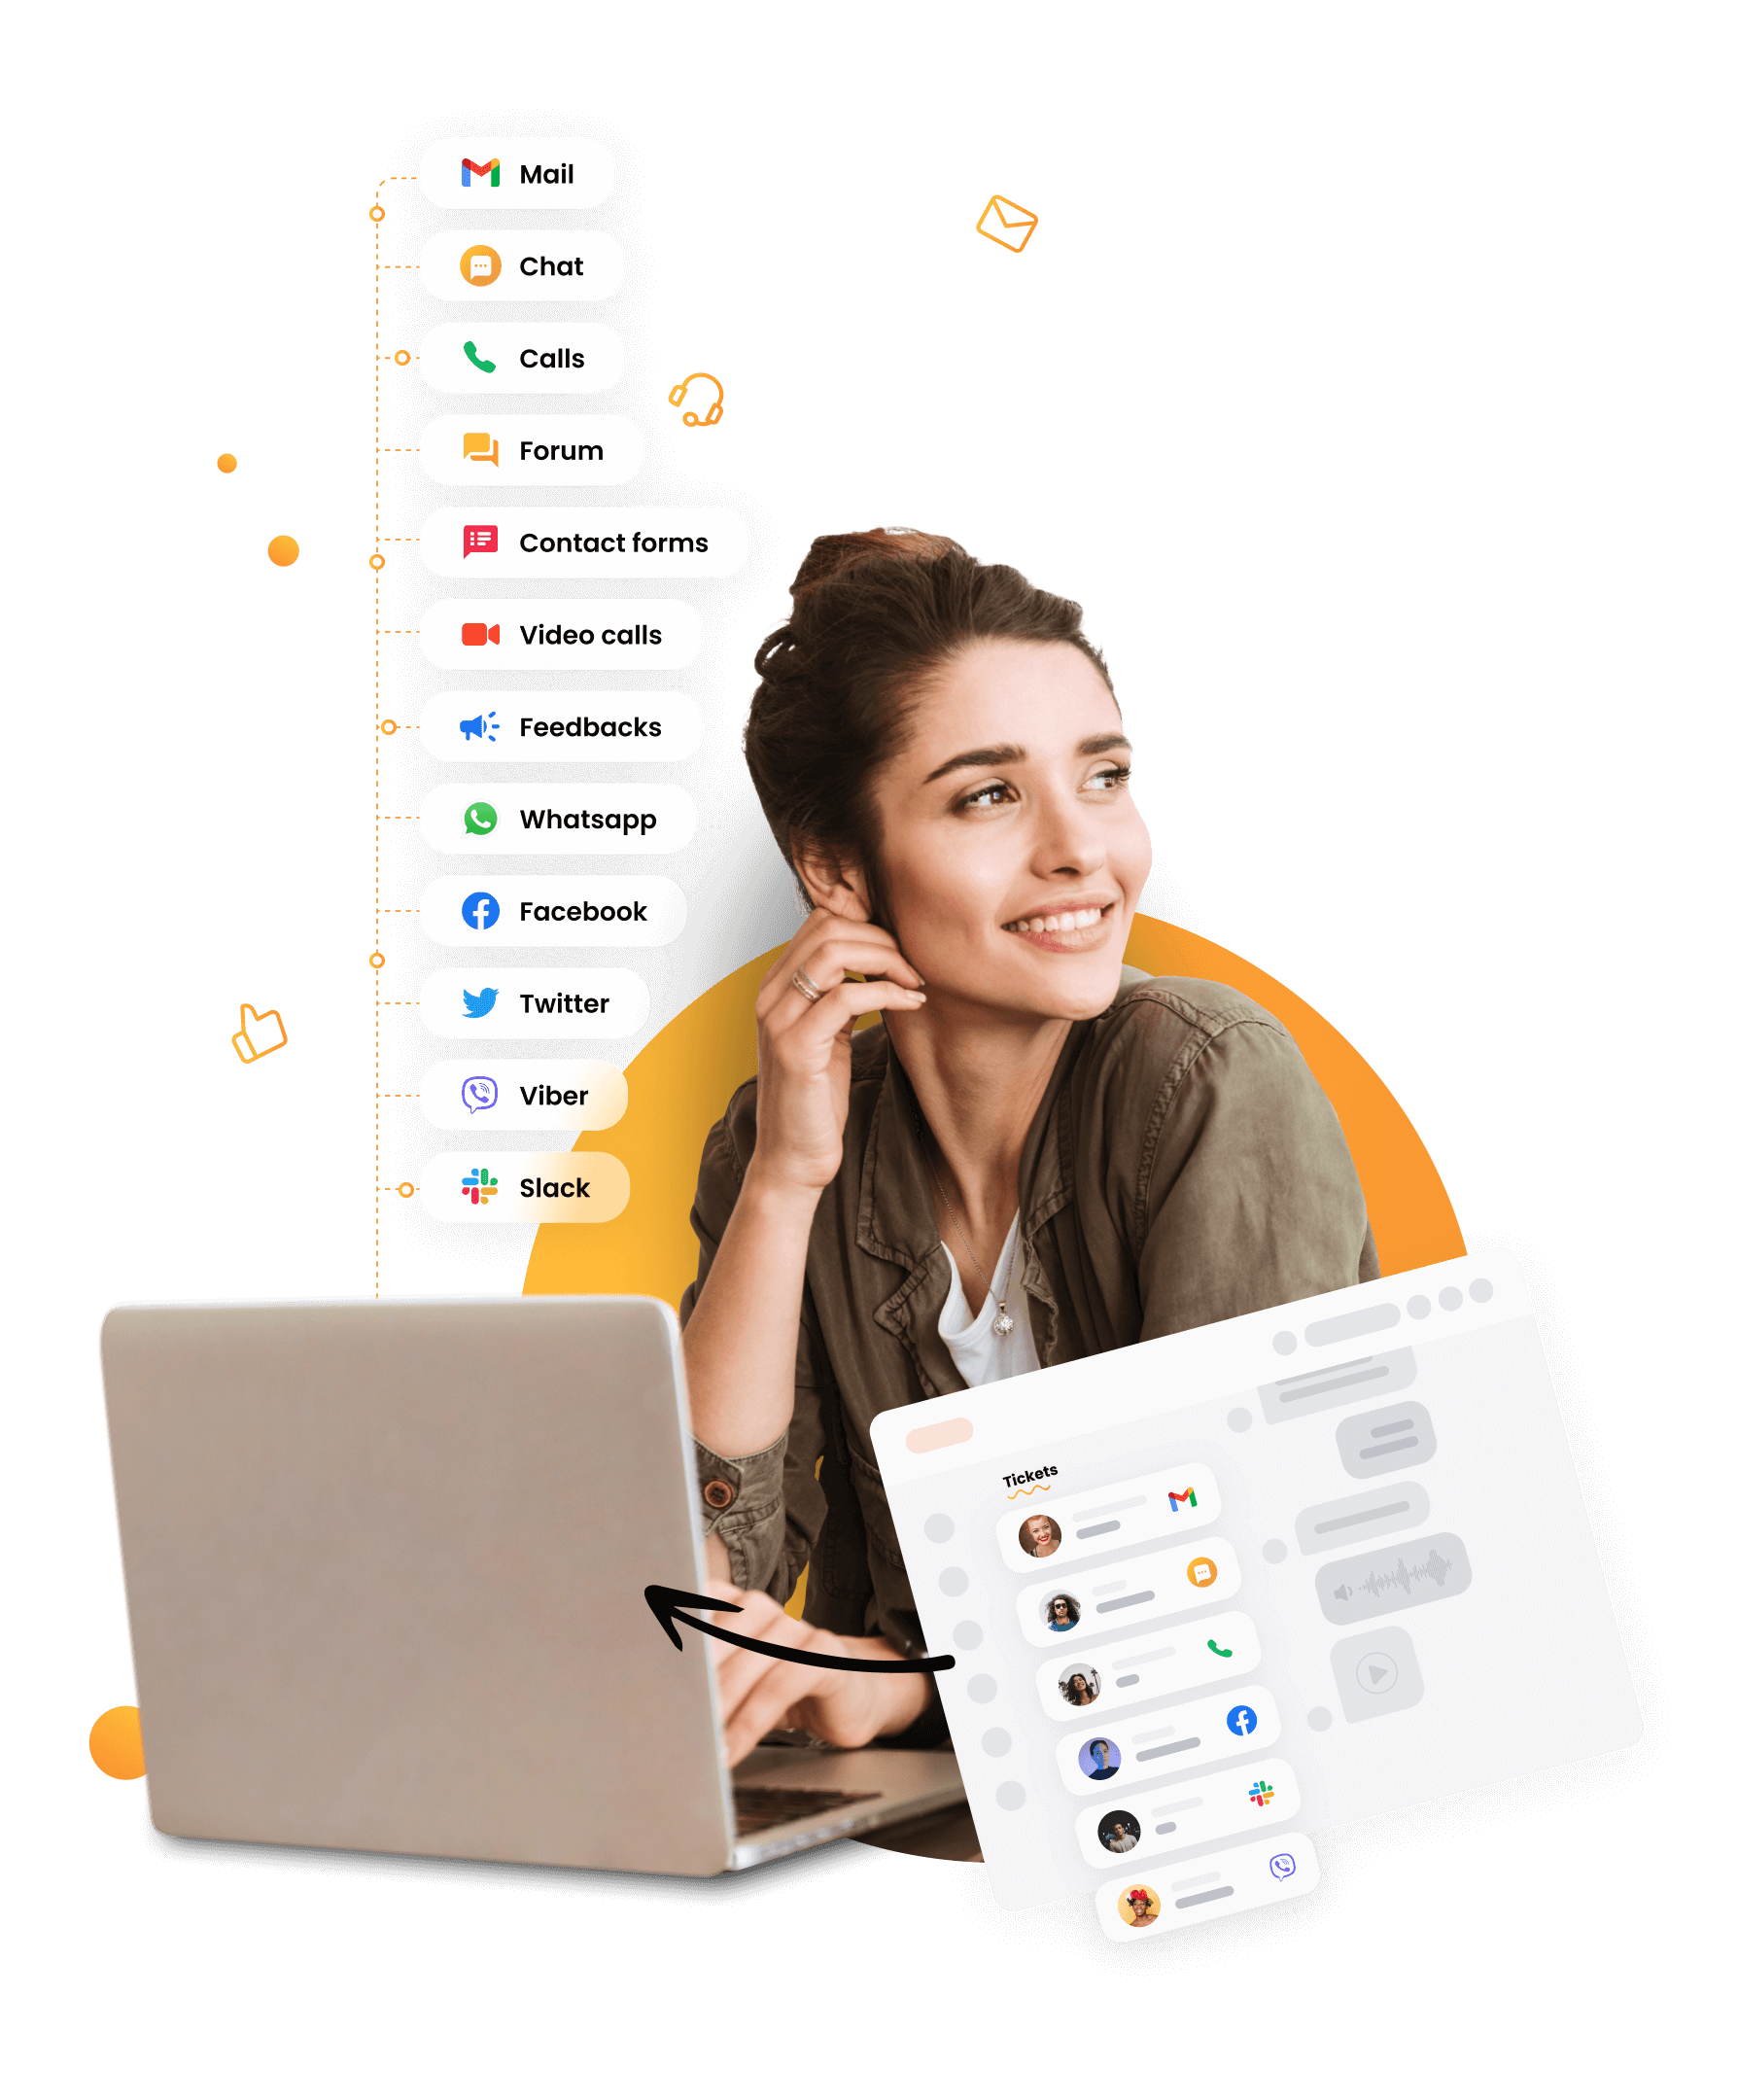 Mail
Chat
Calls
Forum
Contact forms
Video calls
Feedbacks
Whatsapp
Facebook
Twitter
Viber
Slack
Tickets